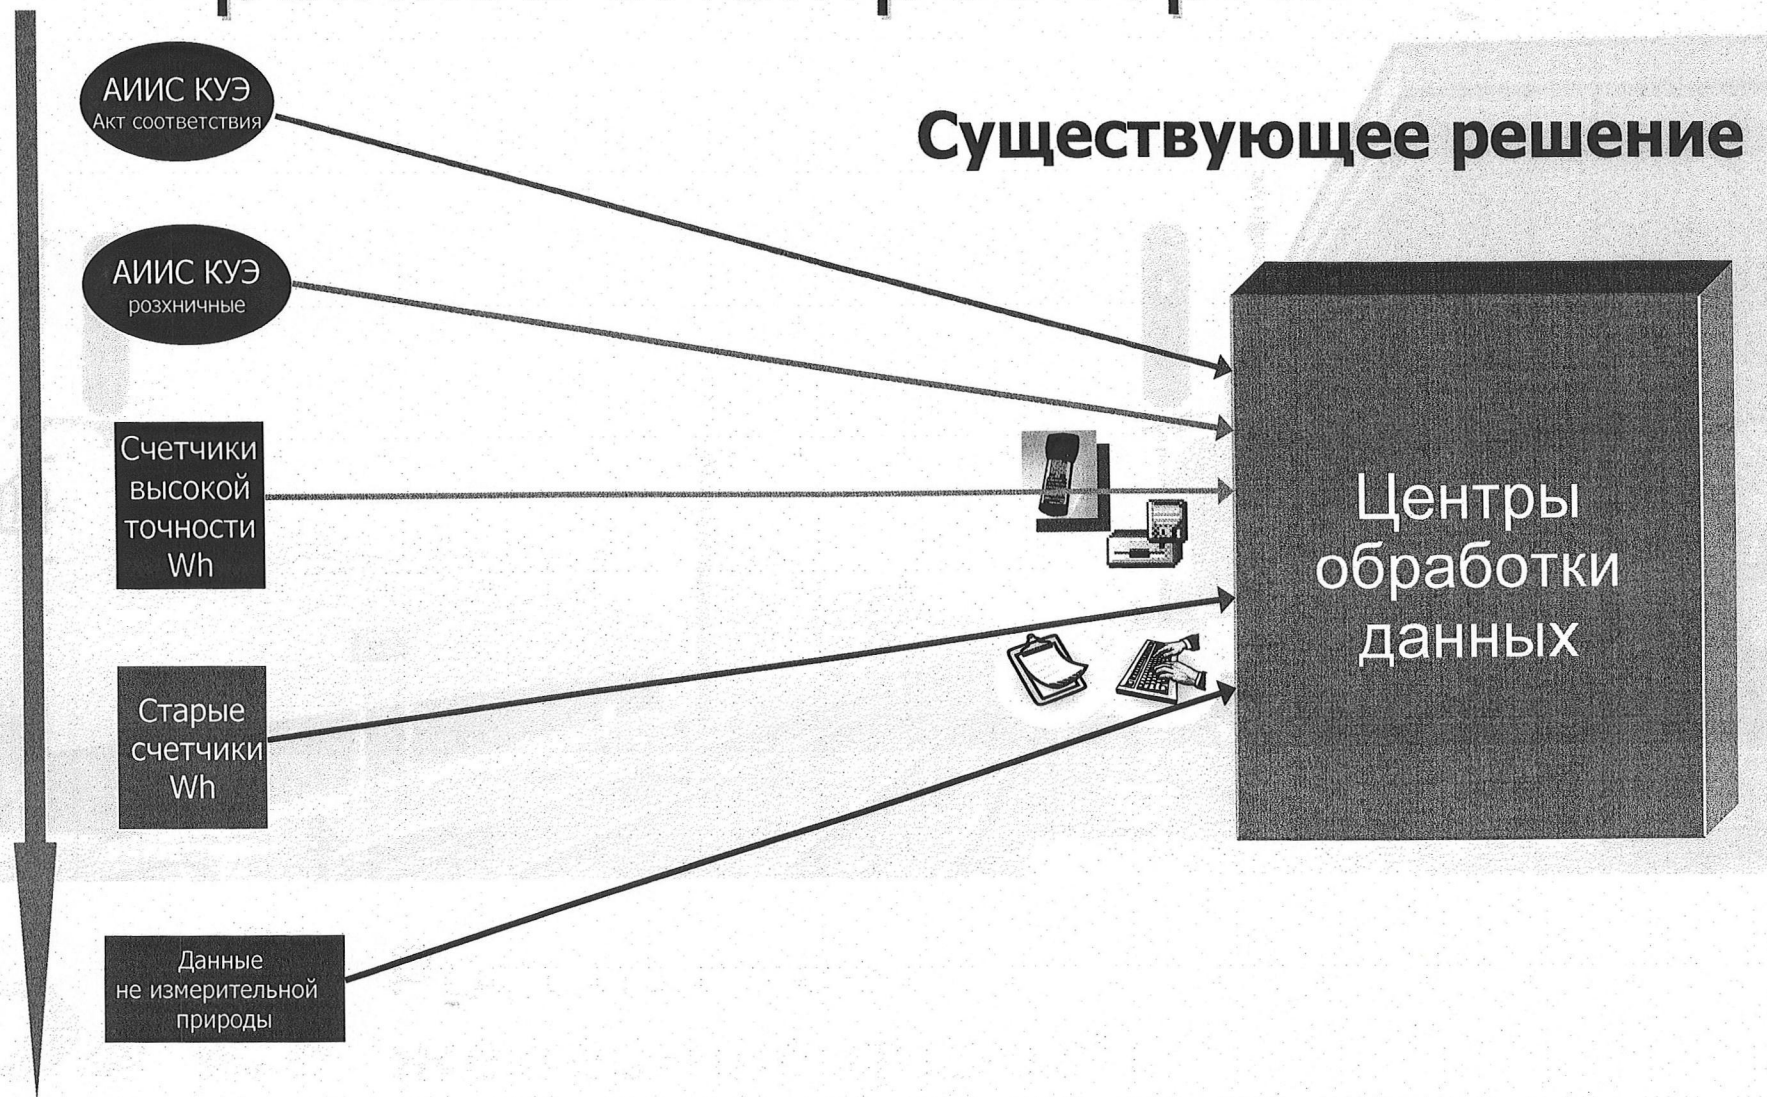 АИИС КУЭ
Акт соответствия
Существующее решение
АИИС КУЭ
розхничные
Счетчики
высокой
точности
Wh
Центры
обработки
данных
Старые
счетчики
Wh
Данные
не измерительной
природы